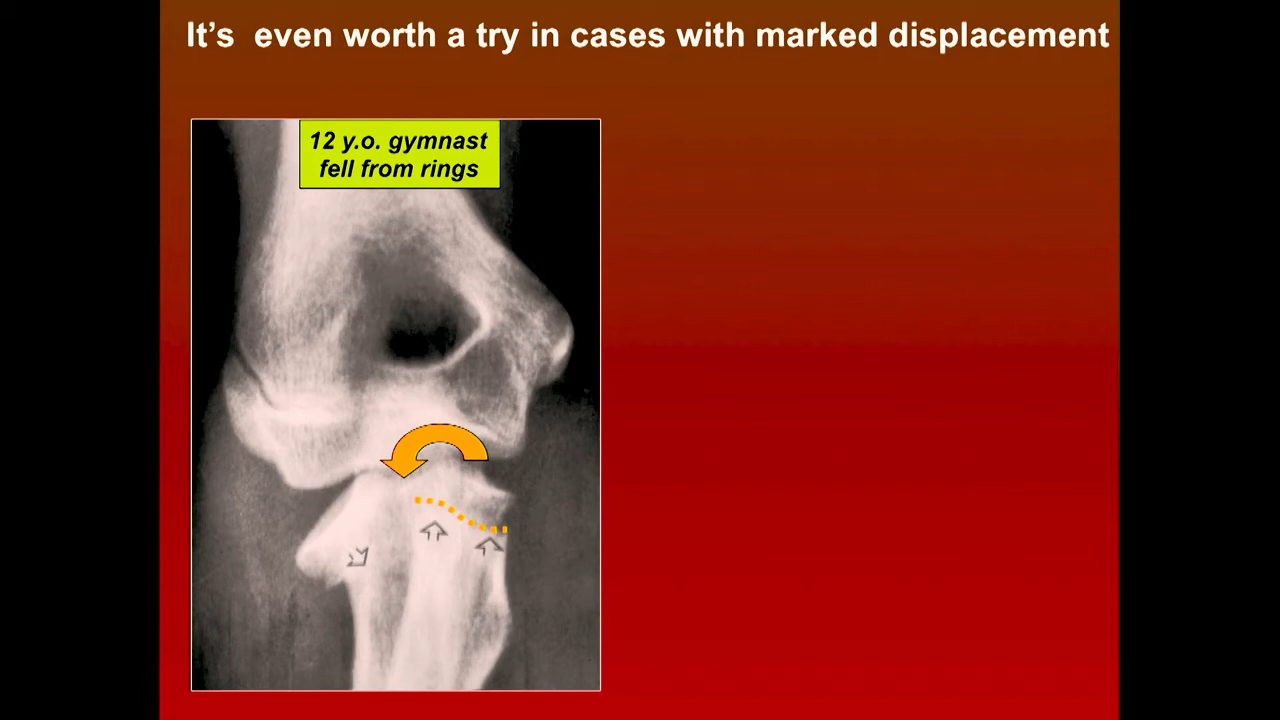 It’s  even worth a try in cases with marked displacement
12 y.o. gymnast
fell from rings